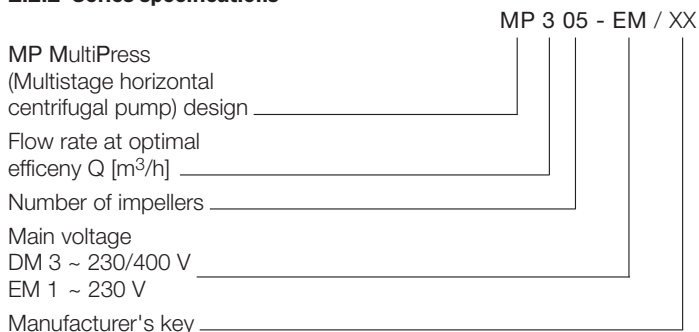 2.2.2 Series specifications
MP 3 05 - EM / XX
MP MultiPress
(Multistage horizontal
centrifugal pump) design
Flow rate at optimal
efficeny Q [m³/h]
Number of impellers
Main voltage
DM 3 ~ 230/400 V
EM 1 ~ 230 V
Manufacturer's key